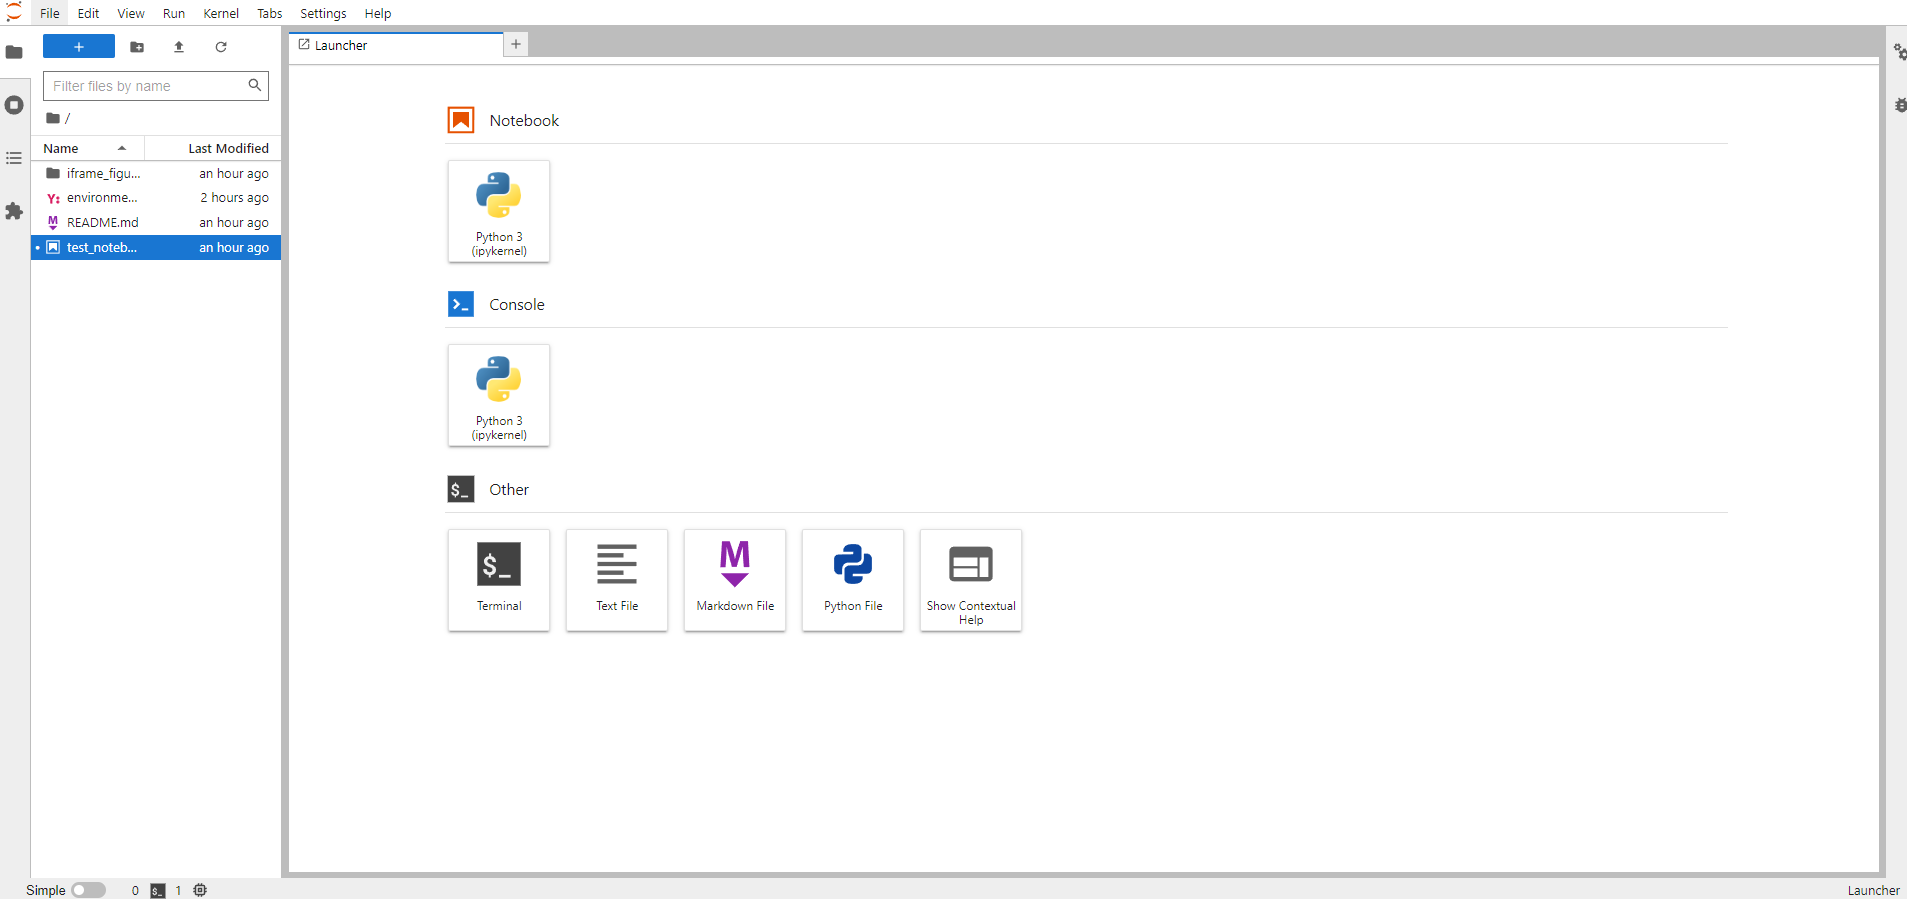 File Edit View Run Kernel Tabs Settings Help
+
Filter files by name
/
Name Last Modified
iframe_figu... an hour ago
Y: environme... 2 hours ago
M README.md an hour ago
test_noteb... an hour ago
Launcher +
Notebook
Python 3
(ipykernel)
>_ Console
Python 3
(ipykernel)
$_ Other
$_
Terminal
Text File
M
Markdown File
Python File
Show Contextual
Help
Simple 0 $_ 1
Launcher